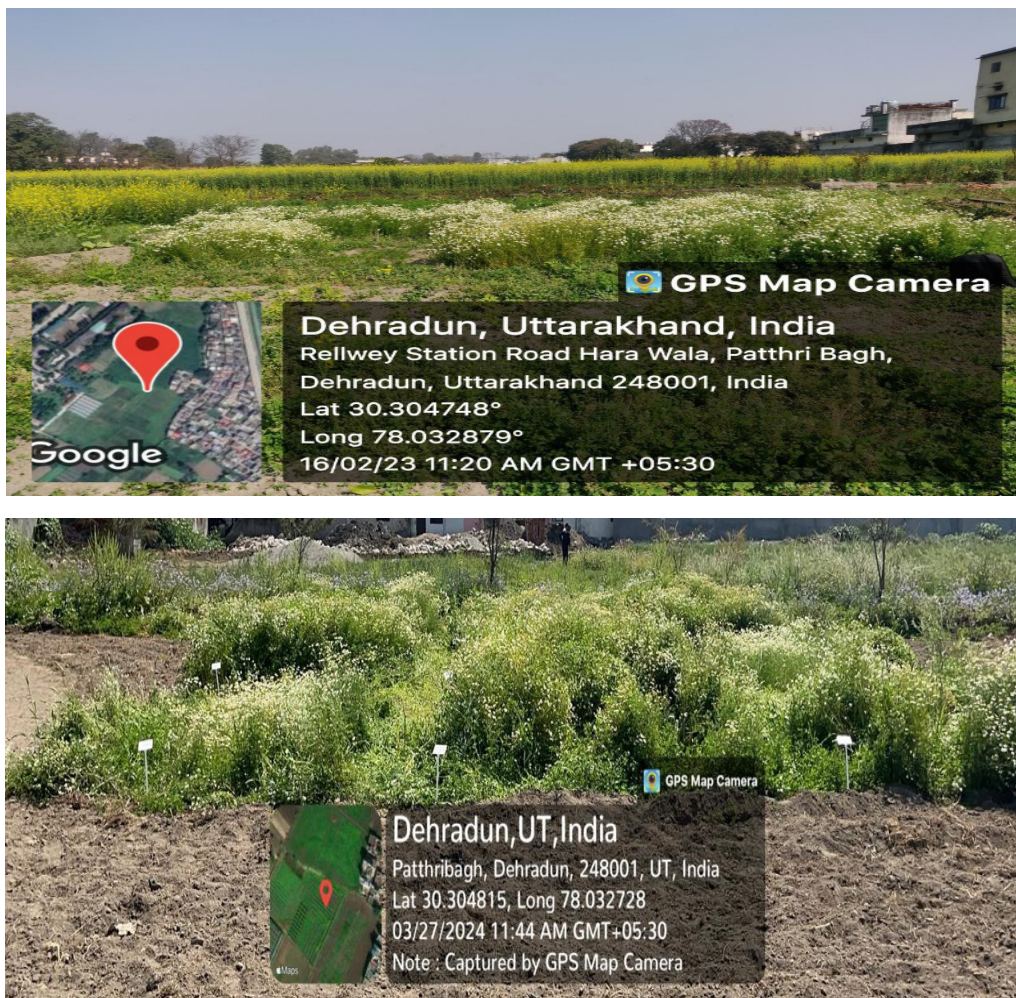 GPS Map Camera
Dehradun, Uttarakhand, India
Rellwey Station Road Hara Wala, Patthri Bagh,
Dehradun, Uttarakhand 248001, India
Lat 30.304748°
Long 78.032879°
Google
16/02/23 11:20 AM GMT +05:30
GPS Map Camera
Dehradun,UT,India
Patthribagh, Dehradun, 248001, UT, India
Lat 30.304815, Long 78.032728
03/27/2024 11:44 AM GMT+05:30
Note : Captured by GPS Map Camera
Maps